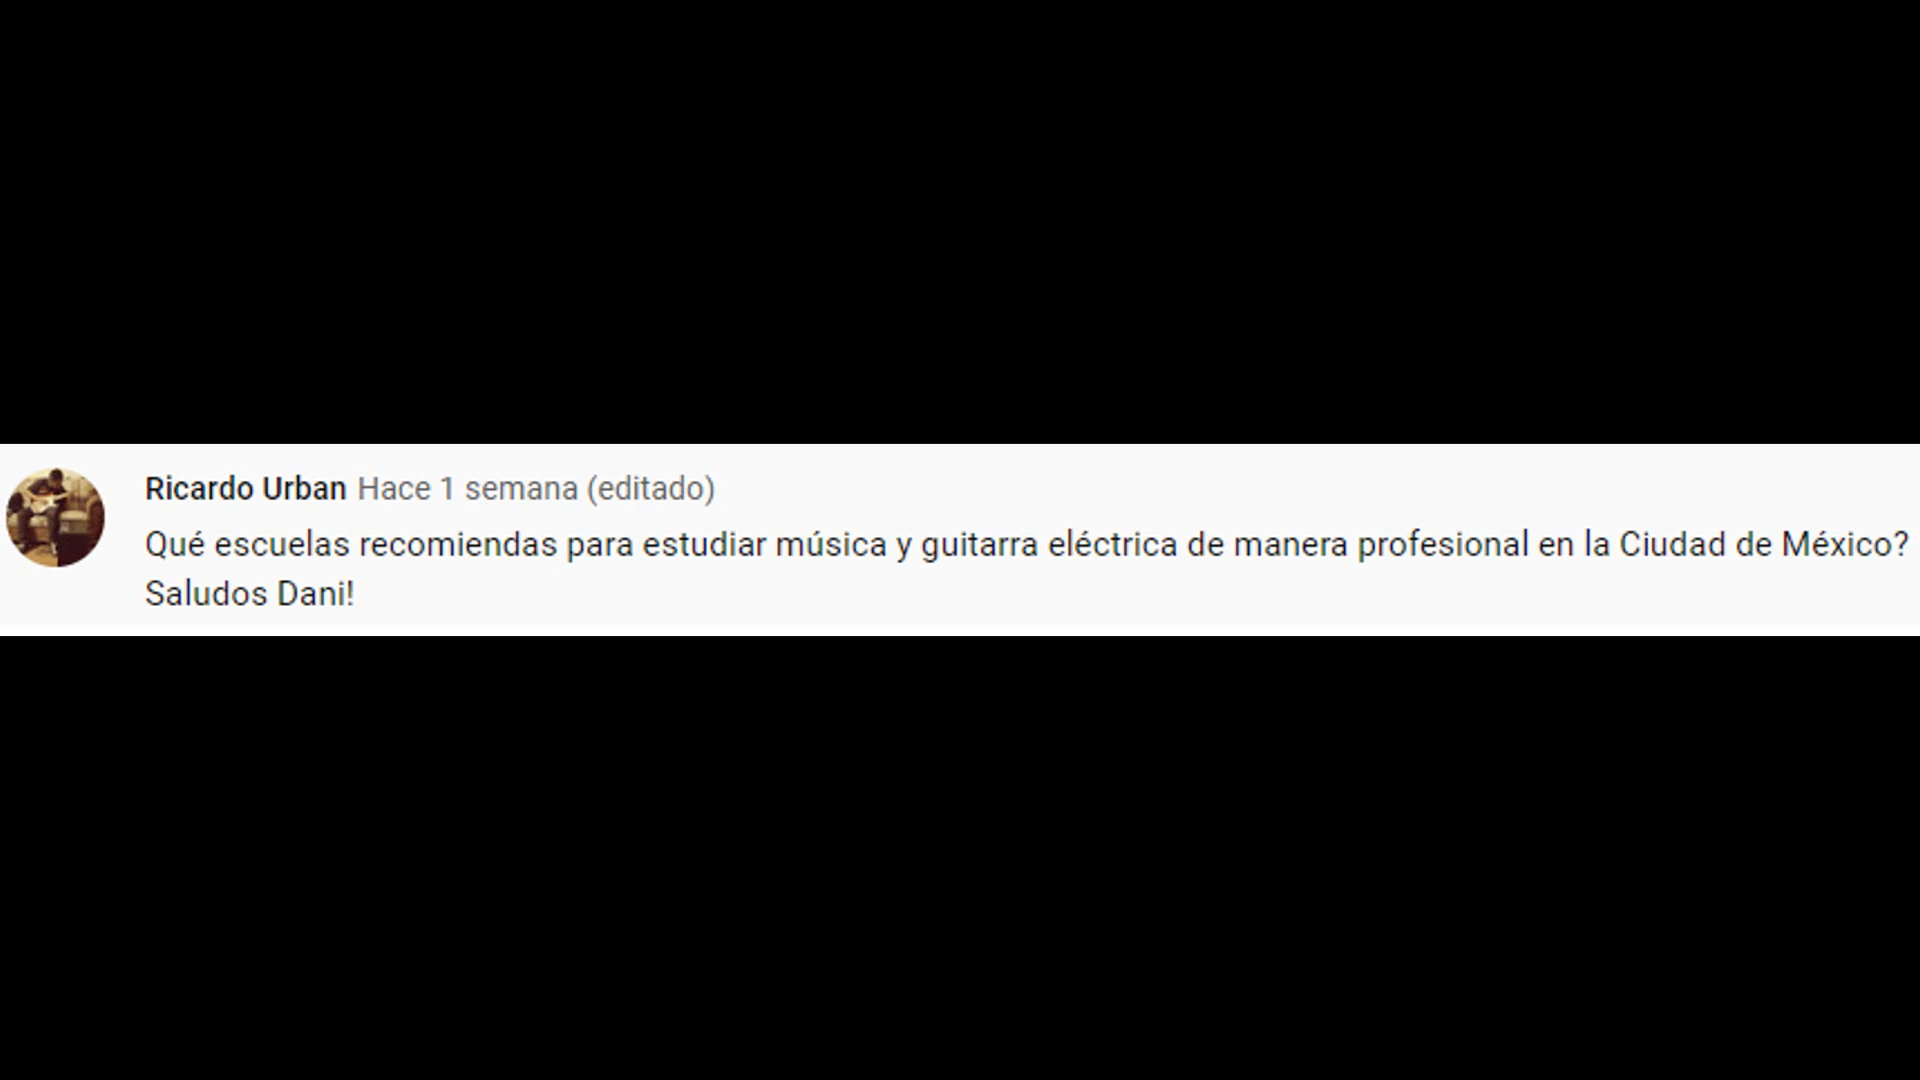 Ricardo Urban Hace 1 semana (editado)
Qué escuelas recomiendas para estudiar música y guitarra eléctrica de manera profesional en la Ciudad de México?
Saludos Dani!